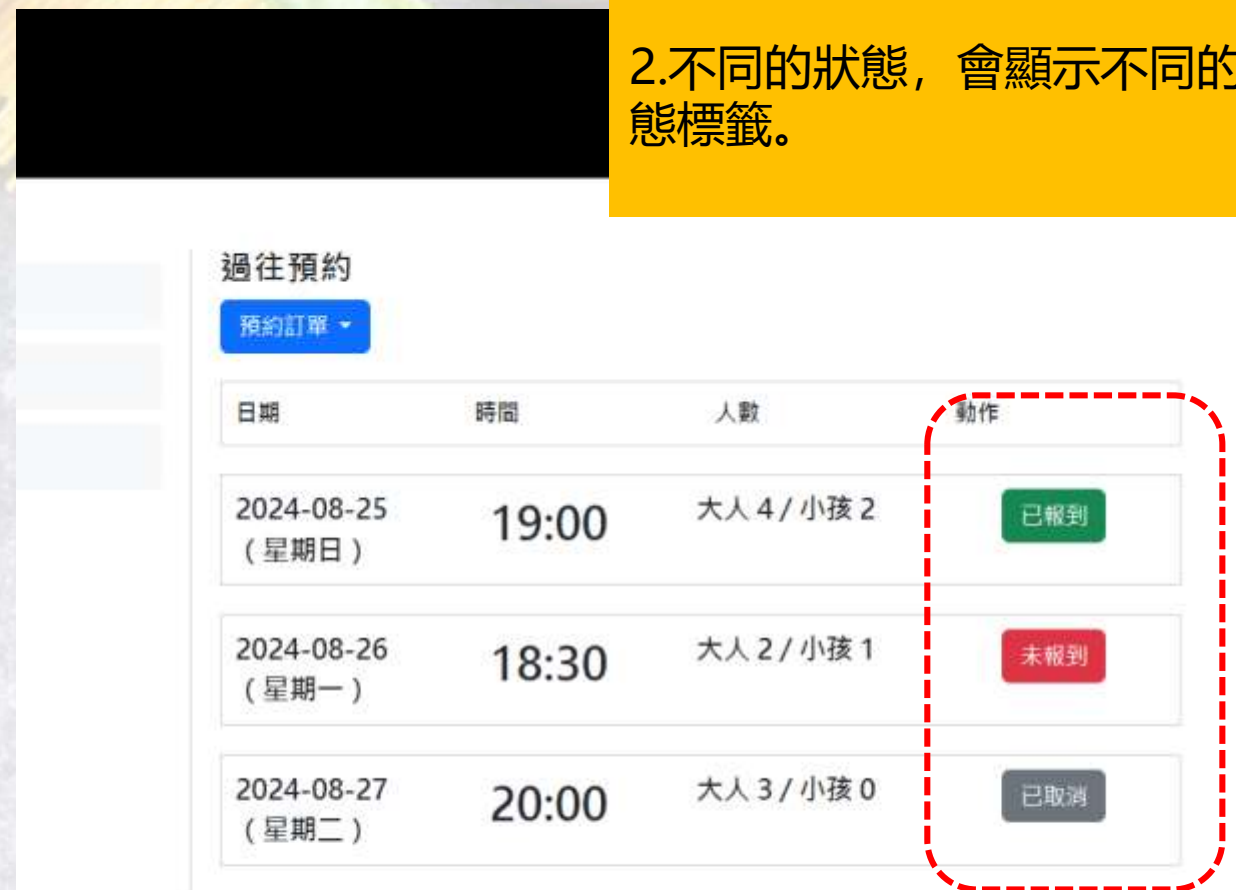 2.不同的狀態，會顯示不同的
態標籤。
過往預約
預約訂單
日期 時間 人數 動作
2024-08-25 19:00 大人 4 / 小孩 2 已報到
（星期日）
2024-08-26 18:30 大人 2 / 小孩 1 未報到
（星期一）
2024-08-27 20:00 大人 3 / 小孩 0 已取消
（星期二）